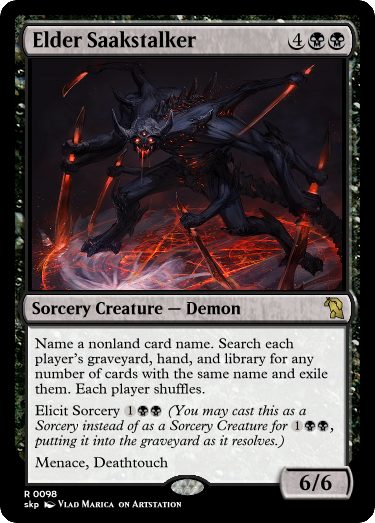 Elder Saakstalker 4
Sorcery Creature — Demon
Name a nonland card name. Search each
player's graveyard, hand, and library for any
number of cards with the same name and exile
them. Each player shuffles.
Elicit Sorcery 1 (You may cast this as a
Sorcery instead of as a Sorcery Creature for 1,
putting it into the graveyard as it resolves.)
Menace, Deathtouch
6/6
R 0098
skp Vlad Marica on Artstation